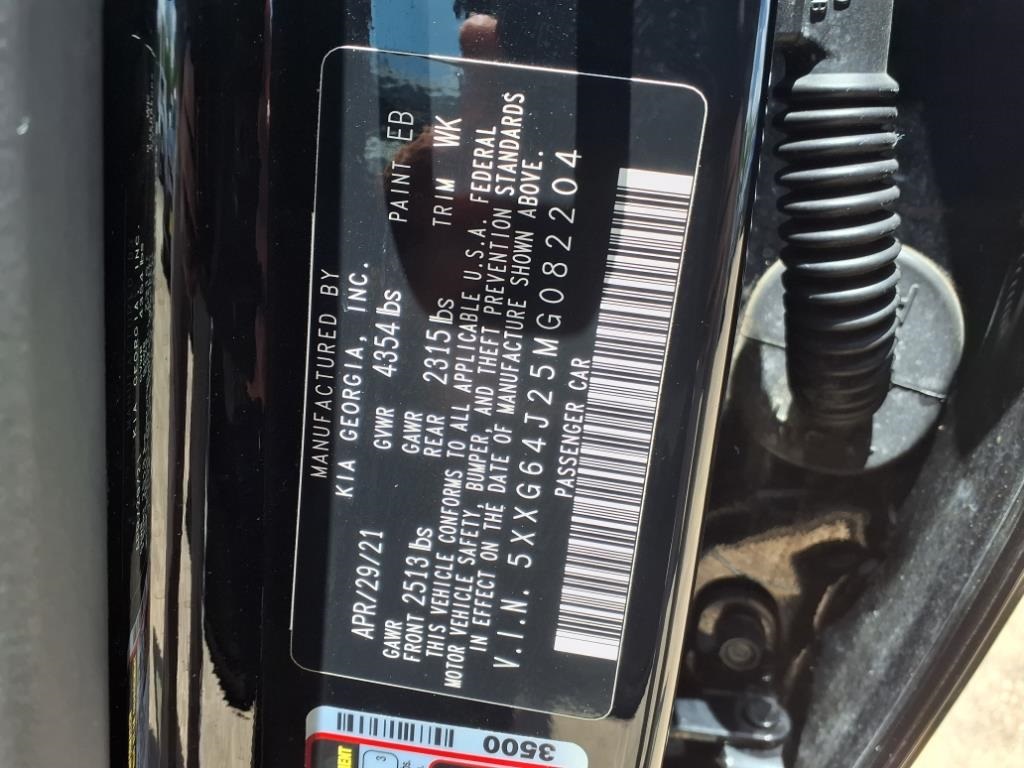 MANUFACTURED BY
KIA GEORGIA, INC.
APR/29/21 GVWR 4354 lbs PAINT EB
GAWR FRONT 2513 lbs GAWR REAR 2315 lbs TRIM WK
THIS VEHICLE CONFORMS TO ALL APPLICABLE U.S.A. FEDERAL
MOTOR VEHICLE SAFETY, BUMPER, AND THEFT PREVENTION STANDARDS
IN EFFECT ON THE DATE OF MANUFACTURE SHOWN ABOVE.
V.I.N. 5XXG64J25MG082204
PASSENGER CAR
3500